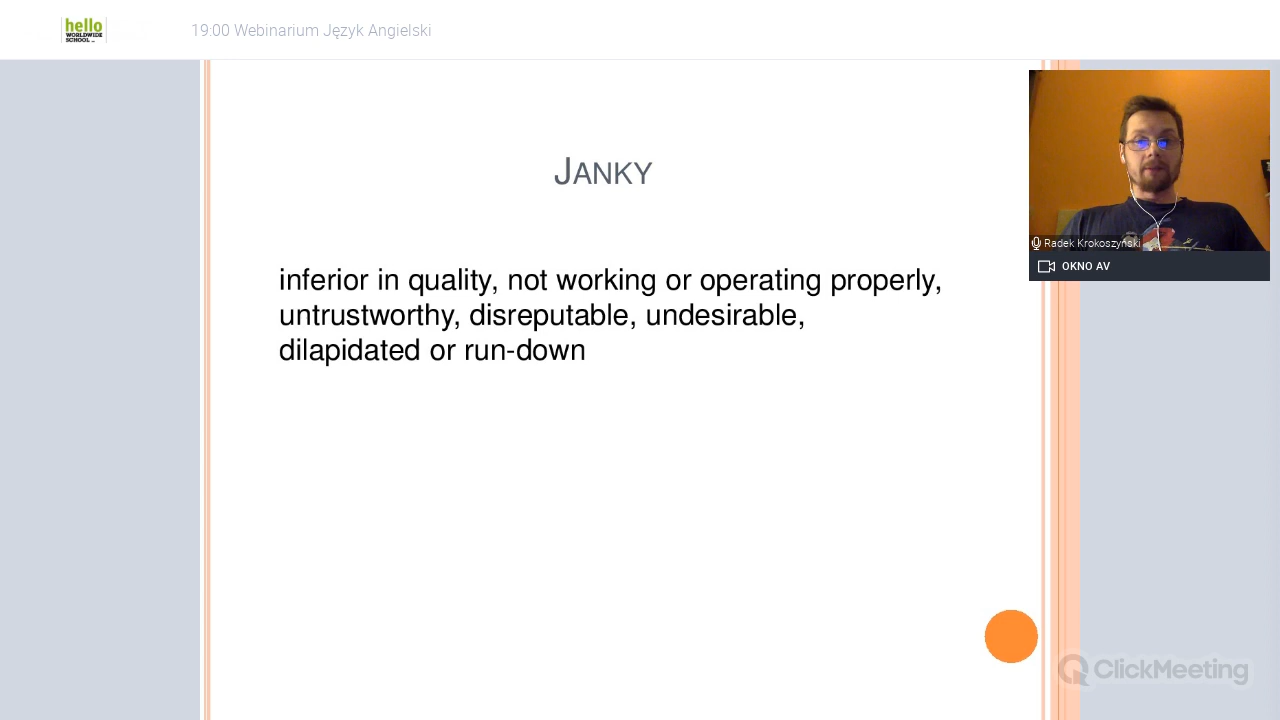 hello
WORLDWIDE
SCHOOL
19:00 Webinarium Język Angielski
JANKY
inferior in quality, not working or operating properly,
untrustworthy, disreputable, undesirable,
dilapidated or run-down
Radek Krokoszyński
OKNO AV
ClickMeeting